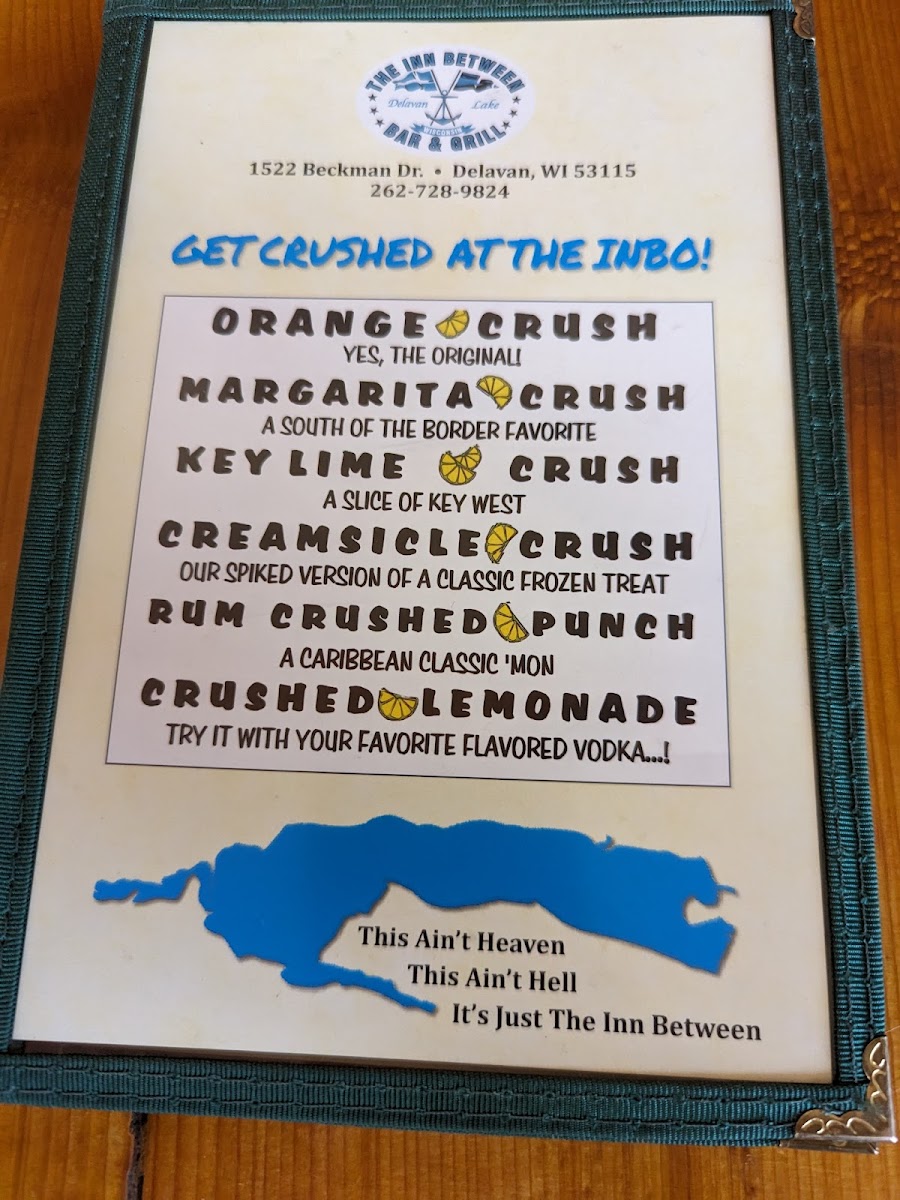 THE INN BETWEEN
Delavan Lake
WISCONSIN
BAR & GRILL
1522 Beckman Dr. • Delavan, WI 53115
262-728-9824
GET CRUSHED AT THE INBO!
ORANGE CRUSH
YES, THE ORIGINAL!
MARGARITA CRUSH
A SOUTH OF THE BORDER FAVORITE
KEY LIME CRUSH
A SLICE OF KEY WEST
CREAMSICLE CRUSH
OUR SPIKED VERSION OF A CLASSIC FROZEN TREAT
RUM CRUSHED PUNCH
A CARIBBEAN CLASSIC 'MON
CRUSHED LEMONADE
TRY IT WITH YOUR FAVORITE FLAVORED VODKA...!
This Ain't Heaven
This Ain't Hell
It's Just The Inn Between